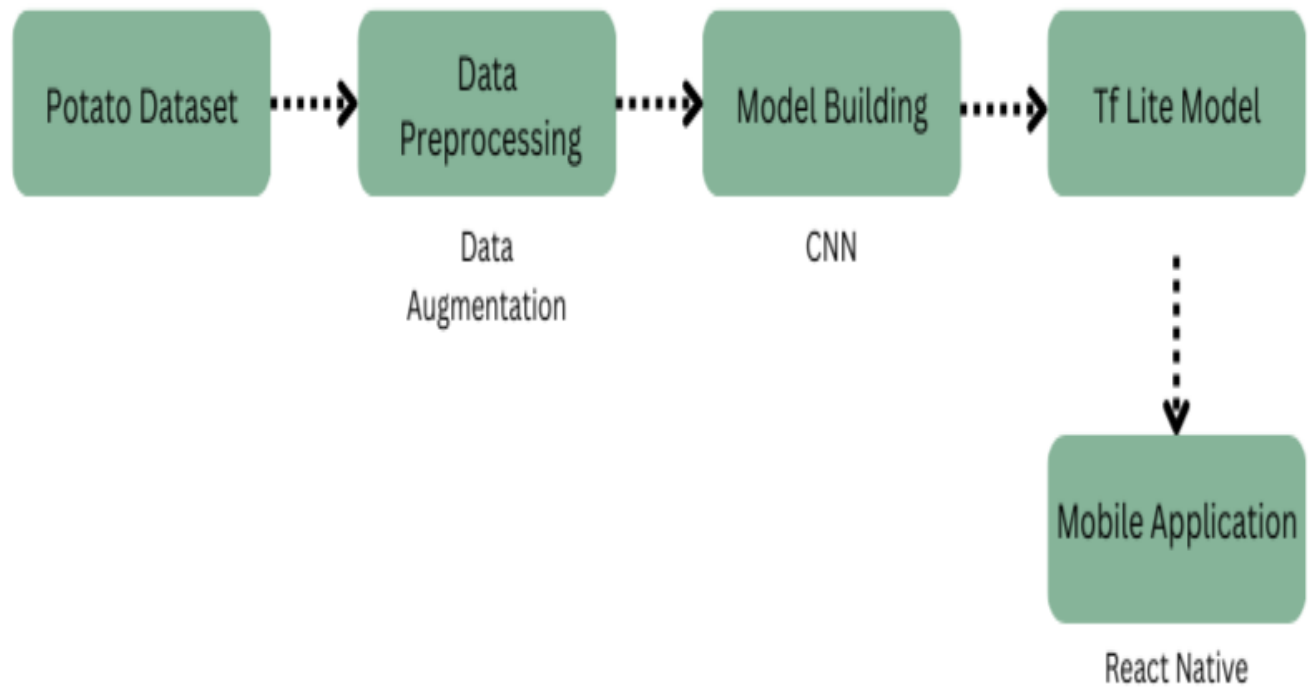 Potato Dataset
Data
Preprocessing
Model Building
Tf Lite Model
Data
Augmentation
CNN
Mobile Application
React Native